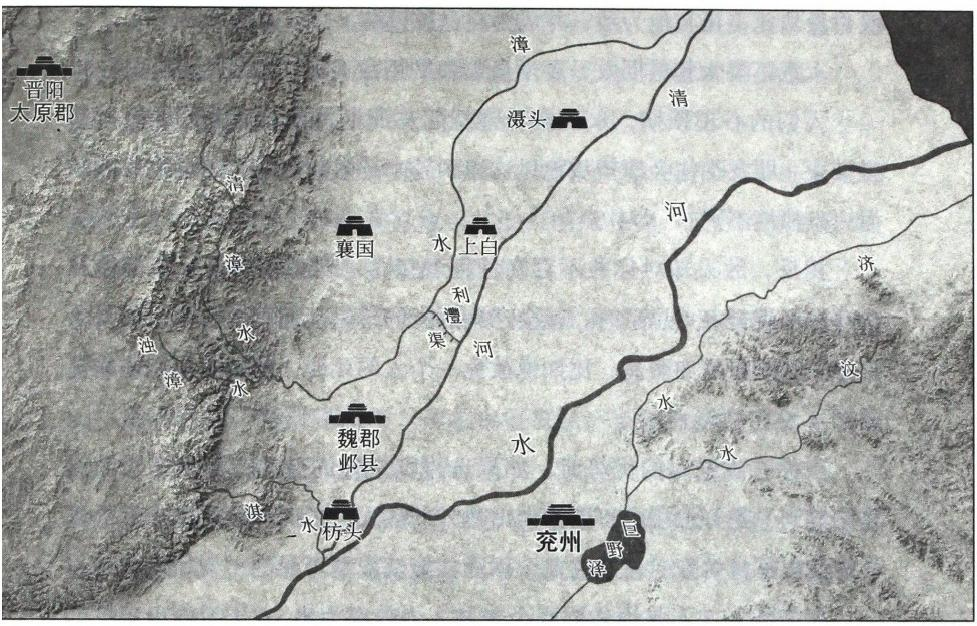 晋阳
太原郡
漳
清
滠头
清
漳
水
襄国
水
上白
河
济
利
漕
渠
河
浊
漳
水
魏郡
邺县
水
水
汶
水
淇
水
枋头
兖州
巨
野
泽